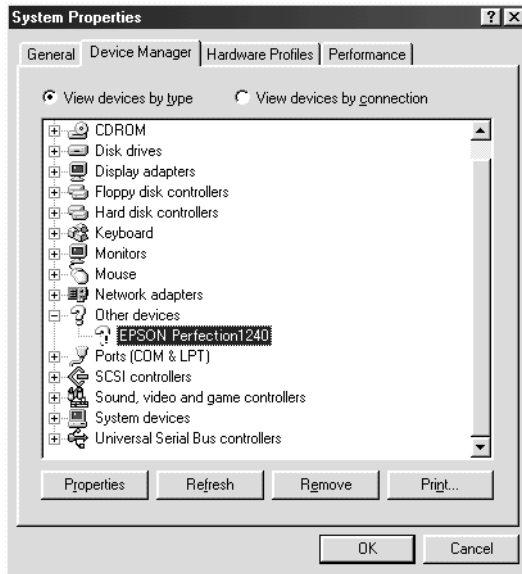 System Properties
General Device Manager Hardware Profiles Performance
View devices by type View devices by connection
CDROM
Disk drives
Display adapters
Floppy disk controllers
Hard disk controllers
Keyboard
Monitors
Mouse
Network adapters
Other devices
EPSON Perfection1240
Ports (COM & LPT)
SCSI controllers
Sound, video and game controllers
System devices
Universal Serial Bus controllers
Properties Refresh Remove Print...
OK Cancel